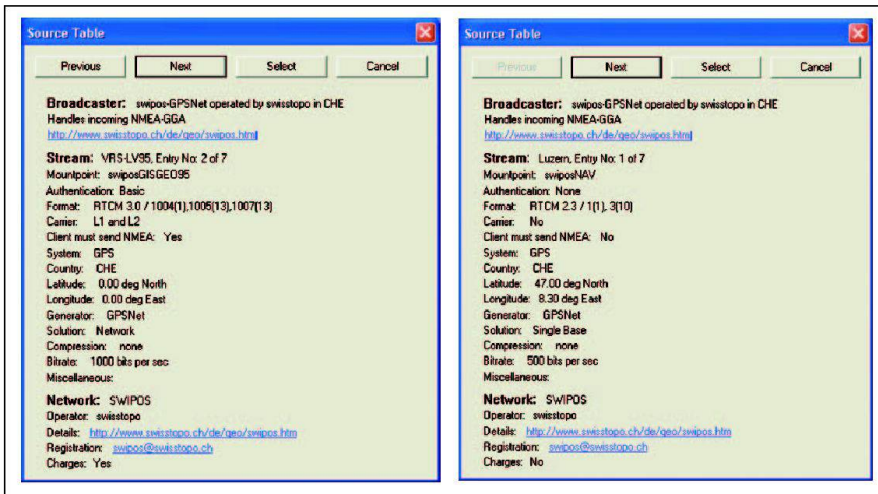 Source Table
Previous Next Select Cancel
Broadcaster: swipos-GPSNet operated by swisstopo in CHE
Handles incoming NMEA-GGA
http://www.swisstopo.ch/de/geo/swipos.htm
Stream: VRS-LV95, Entry No: 2 of 7
Mountpoint: swiposGISGEO95
Authentication: Basic
Format: RTCM 3.0 / 1004(1),1005(13),1007(13)
Carrier: L1 and L2
Client must send NMEA: Yes
System: GPS
Country: CHE
Latitude: 0.00 deg North
Longitude: 0.00 deg East
Generator: GPSNet
Solution: Network
Compression: none
Bitrate: 1000 bits per sec
Miscellaneous:
Network: SWIPOS
Operator: swisstopo
Details: http://www.swisstopo.ch/de/geo/swipos.htm
Registration: swipos@swisstopo.ch
Charges: Yes
Source Table
Previous Next Select Cancel
Broadcaster: swipos-GPSNet operated by swisstopo in CHE
Handles incoming NMEA-GGA
http://www.swisstopo.ch/de/geo/swipos.htm
Stream: Luzern, Entry No: 1 of 7
Mountpoint: swiposNAV
Authentication: None
Format: RTCM 2.3 / 1(1), 3(10)
Carrier: No
Client must send NMEA: No
System: GPS
Country: CHE
Latitude: 47.00 deg North
Longitude: 8.30 deg East
Generator: GPSNet
Solution: Single Base
Compression: none
Bitrate: 500 bits per sec
Miscellaneous:
Network: SWIPOS
Operator: swisstopo
Details: http://www.swisstopo.ch/de/geo/swipos.htm
Registration: swipos@swisstopo.ch
Charges: No